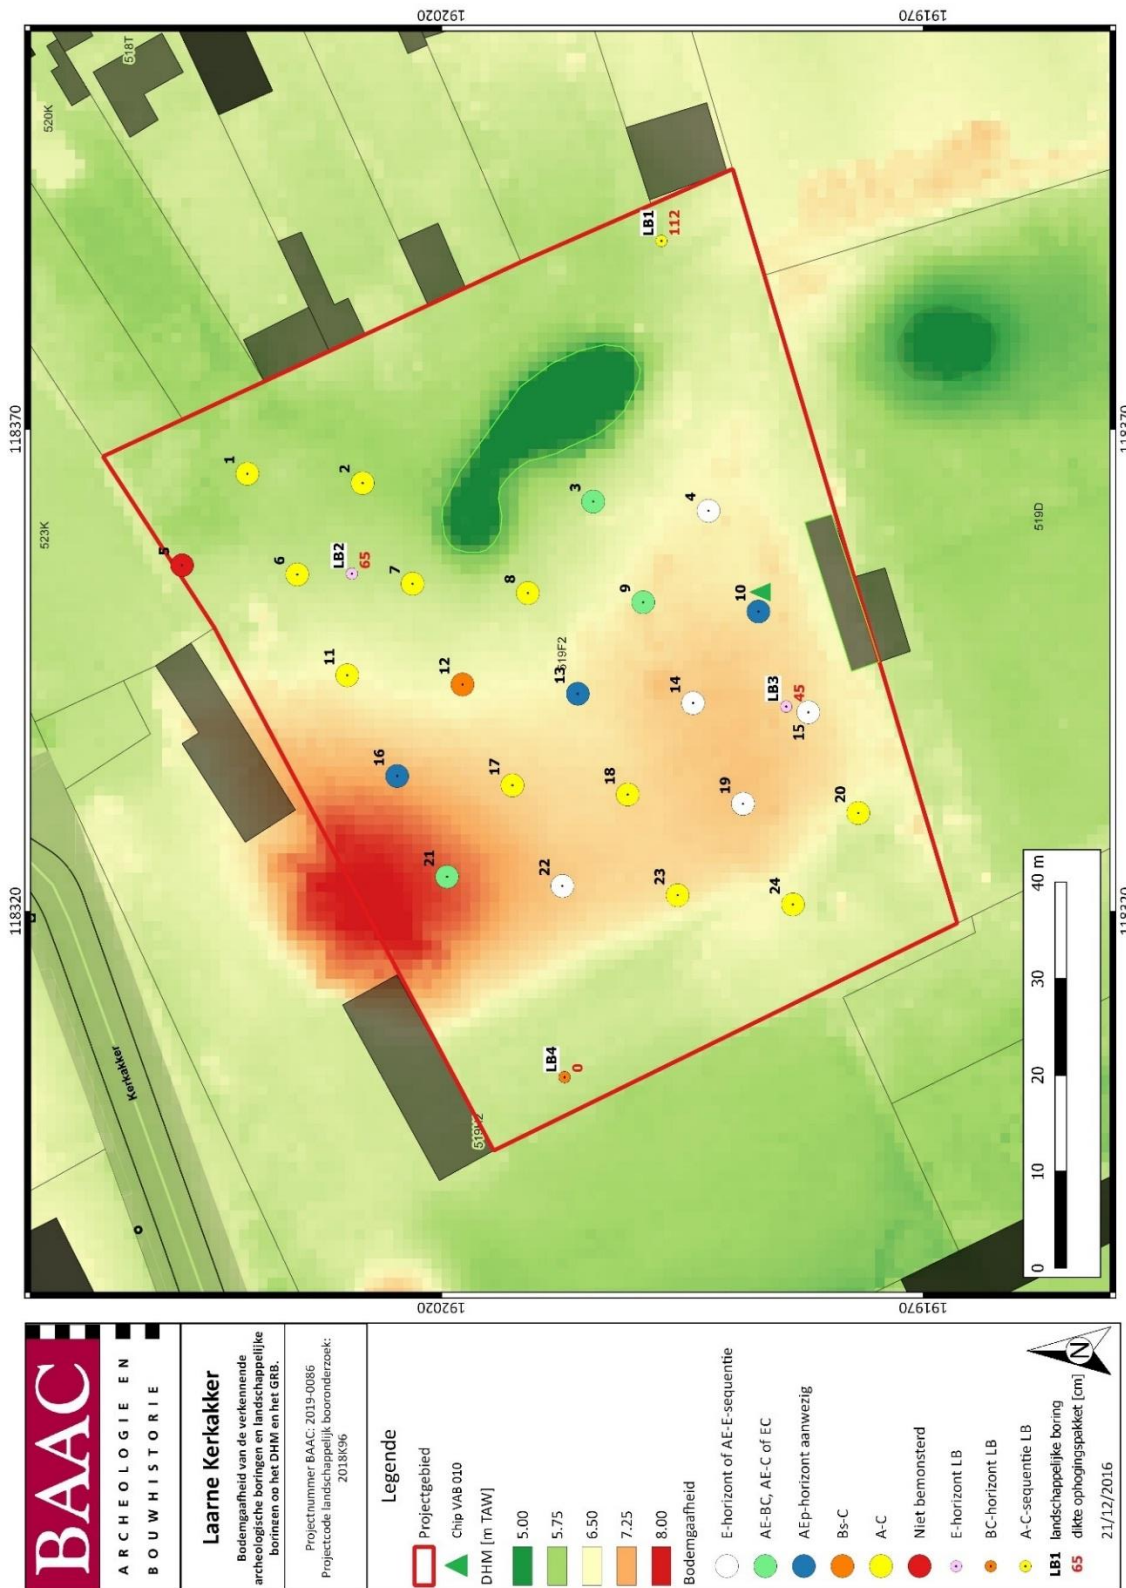 BAAC
ARCHEOLOGIE EN
BOUWHISTORIE
Laarne Kerkakker
Bodemgaafheid van de verkennende
archeologische boringen en landschappelijke
boringen op het DHM en het GRB.
Projectnummer BAAC: 2019-0086
Projectcode landschappelijk booronderzoek:
2018K96
Legende
Projectgebied
Chip VAB 010
DHM [m TAW]
5.00
5.75
6.50
7.25
8.00
Bodemgaafheid
E-horizont of AE-E-sequentie
AE-BC, AE-C of EC
AEp-horizont aanwezig
Bs-C
A-C
Niet bemonsterd
E-horizont LB
BC-horizont LB
A-C-sequentie LB
LB1 landschappelijke boring
65 dikte ophogingspakket [cm]
21/12/2016
N
118320
118370
192020
191970
192020
191970
118320
118370
Kerkakker
523K
520K
518T
519F2
519D
1
2
3
4
5
6
7
8
9
10
11
12
13
14
15
16
17
18
19
20
21
22
23
24
LB1
112
LB2
65
LB3
45
LB4
0
0 10 20 30 40 m